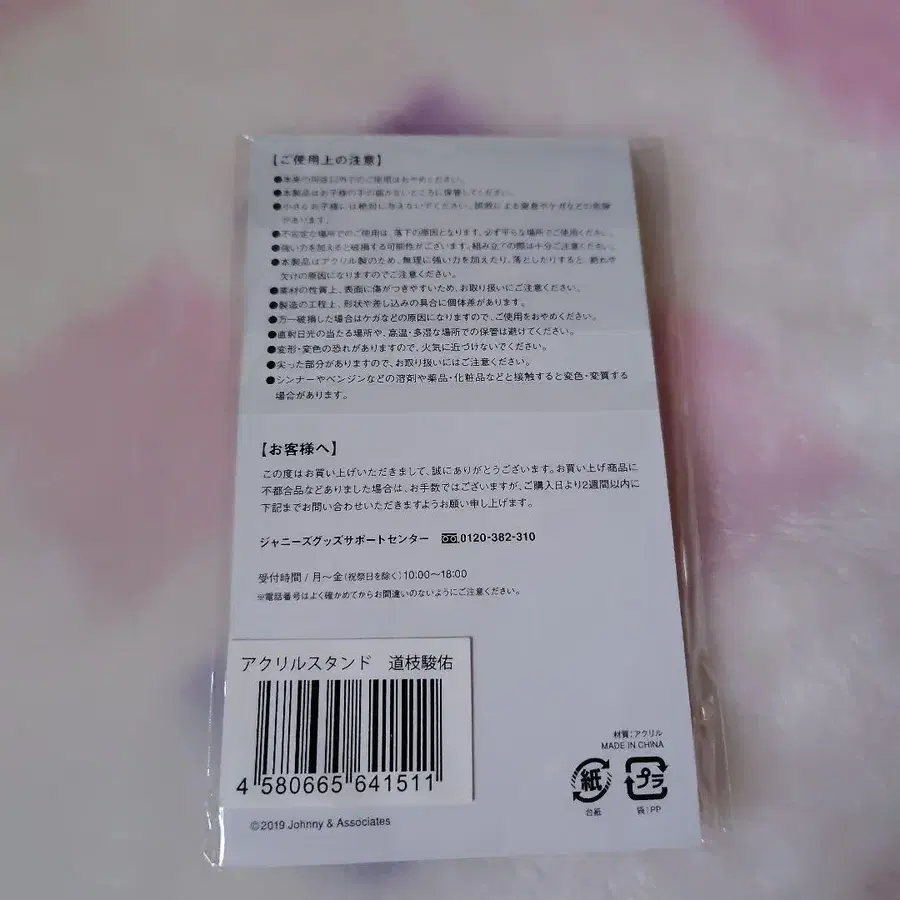 【ご使用上の注意】
●本来の用途以外でのご使用はおやめください。
●本製品はお子様の手の届かないところに保管してください。
●小さなお子様には絶対に与えないでください。誤飲による窒息やケガなどの危険
があります。
●不安定な場所でのご使用は、落下の原因となります。必ず平らな場所でご使用ください。
●強い力を加えると破損する可能性がございます。組み立ての際は十分ご注意ください。
●本製品はアクリル製のため、無理に強い力を加えたり、落としたりすると、割れや
欠けの原因になりますのでご注意ください。
●素材の性質上、表面に傷がつきやすいため、お取り扱いにご注意ください。
●製造の工程上、形状や差し込みの具合に個体差があります。
●万一破損した場合はケガなどの原因になりますので、ご使用をおやめください。
●直射日光の当たる場所や、高温・多湿な場所での保管は避けてください。
●変形・変色の恐れがありますので、火気に近づけないでください。
●尖った部分がありますので、お取り扱いにはご注意ください。
●シンナーやベンジンなどの溶剤や薬品・化粧品などと接触すると変色・変質する
場合があります。
【お客様へ】
この度はお買い上げいただきまして、誠にありがとうございます。お買い上げ商品に
不都合品などありました場合は、お手数ではございますが、ご購入日より2週間以内に
下記までお問い合わせいただきますようお願い申し上げます。
ジャニーズグッズサポートセンター 0120-382-310
受付時間 / 月〜金(祝祭日を除く)10:00〜18:00
※電話番号はよく確かめてからお間違いのないようにご注意ください。
アクリルスタンド 道枝駿佑
4 580665 641511
©2019 Johnny & Associates
材質:アクリル
MADE IN CHINA
紙 プラ
台紙 袋:PP